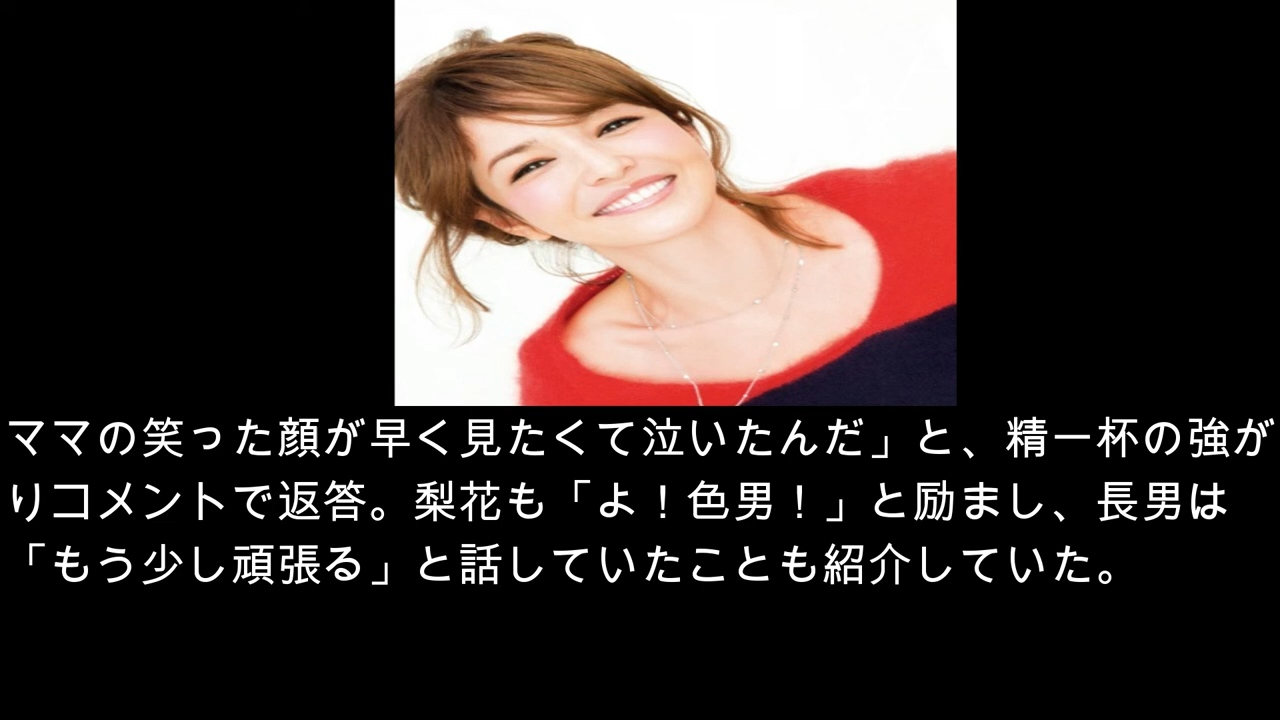 ママの笑った顔が早く見たくて泣いたんだ」と、精一杯の強が
りコメントで返答。梨花も「よ！色男！」と励まし、長男は
「もう少し頑張る」と話していたことも紹介していた。